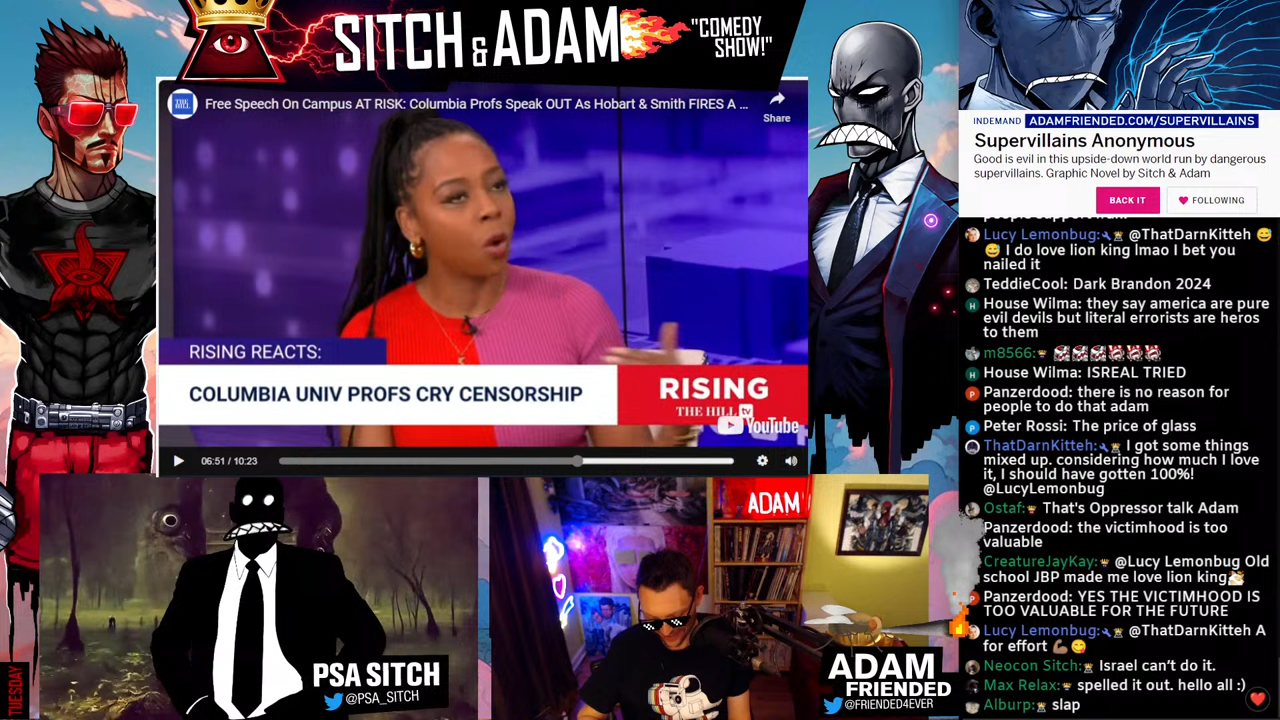 SITCH & ADAM
"COMEDY
SHOW!"
THE HILL
Free Speech On Campus AT RISK: Columbia Profs Speak OUT As Hobart & Smith FIRES A ...
Share
RISING REACTS:
COLUMBIA UNIV PROFS CRY CENSORSHIP
RISING
THE HILL tv
YouTube
06:51 / 10:23
ADAM
PSA SITCH
@PSA_SITCH
ADAM
FRIENDED
@FRIENDED4EVER
TUESDAY
INDEMAND ADAMFRIENDED.COM/SUPERVILLAINS
Supervillains Anonymous
Good is evil in this upside-down world run by dangerous
supervillains. Graphic Novel by Sitch & Adam
BACK IT
FOLLOWING
Lucy Lemonbug: @ThatDarnKitteh 😅
😅 I do love lion king lmao I bet you
nailed it
TeddieCool: Dark Brandon 2024
House Wilma: they say america are pure
evil devils but literal errorists are heros
to them
m8566:
House Wilma: ISREAL TRIED
Panzerdood: there is no reason for
people to do that adam
Peter Rossi: The price of glass
ThatDarnKitteh: I got some things
mixed up. considering how much I love
it, I should have gotten 100%!
@LucyLemonbug
Ostaf: That's Oppressor talk Adam
Panzerdood: the victimhood is too
valuable
CreatureJayKay: @Lucy Lemonbug Old
school JBP made me love lion king
Panzerdood: YES THE VICTIMHOOD IS
TOO VALUABLE FOR THE FUTURE
Lucy Lemonbug: @ThatDarnKitteh A
for effort 💪🏾😋
Neocon Sitch: Israel can't do it.
Max Relax: spelled it out. hello all :)
Alburp: slap